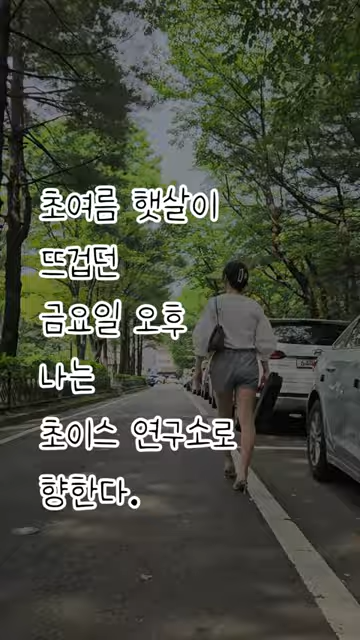 초여름 햇살이
뜨겁던
금요일 오후
나는
초이스 연구소로
향한다.